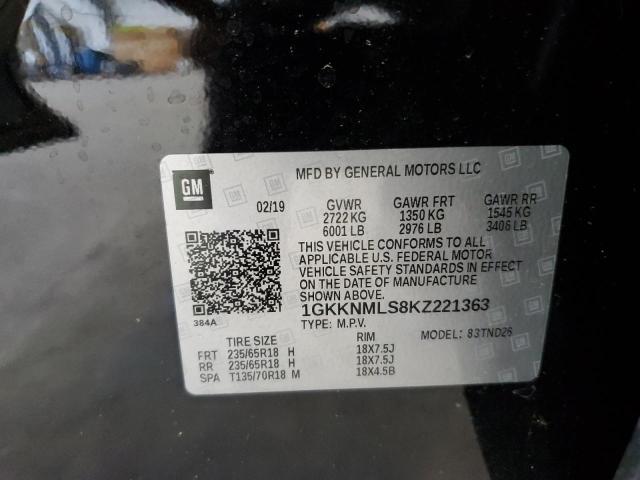 GM
MFD BY GENERAL MOTORS LLC
02/19
GVWR GAWR FRT GAWR RR
2722 KG 1350 KG 1545 KG
6001 LB 2976 LB 3406 LB
THIS VEHICLE CONFORMS TO ALL
APPLICABLE U.S. FEDERAL MOTOR
VEHICLE SAFETY STANDARDS IN EFFECT
ON THE DATE OF MANUFACTURE
SHOWN ABOVE.
1GKKNMLS8KZ221363
384A
TYPE: M.P.V. MODEL: 83TND26
TIRE SIZE RIM
FRT 235/65R18 H 18X7.5J
RR 235/65R18 H 18X7.5J
SPA T135/70R18 M 18X4.5B